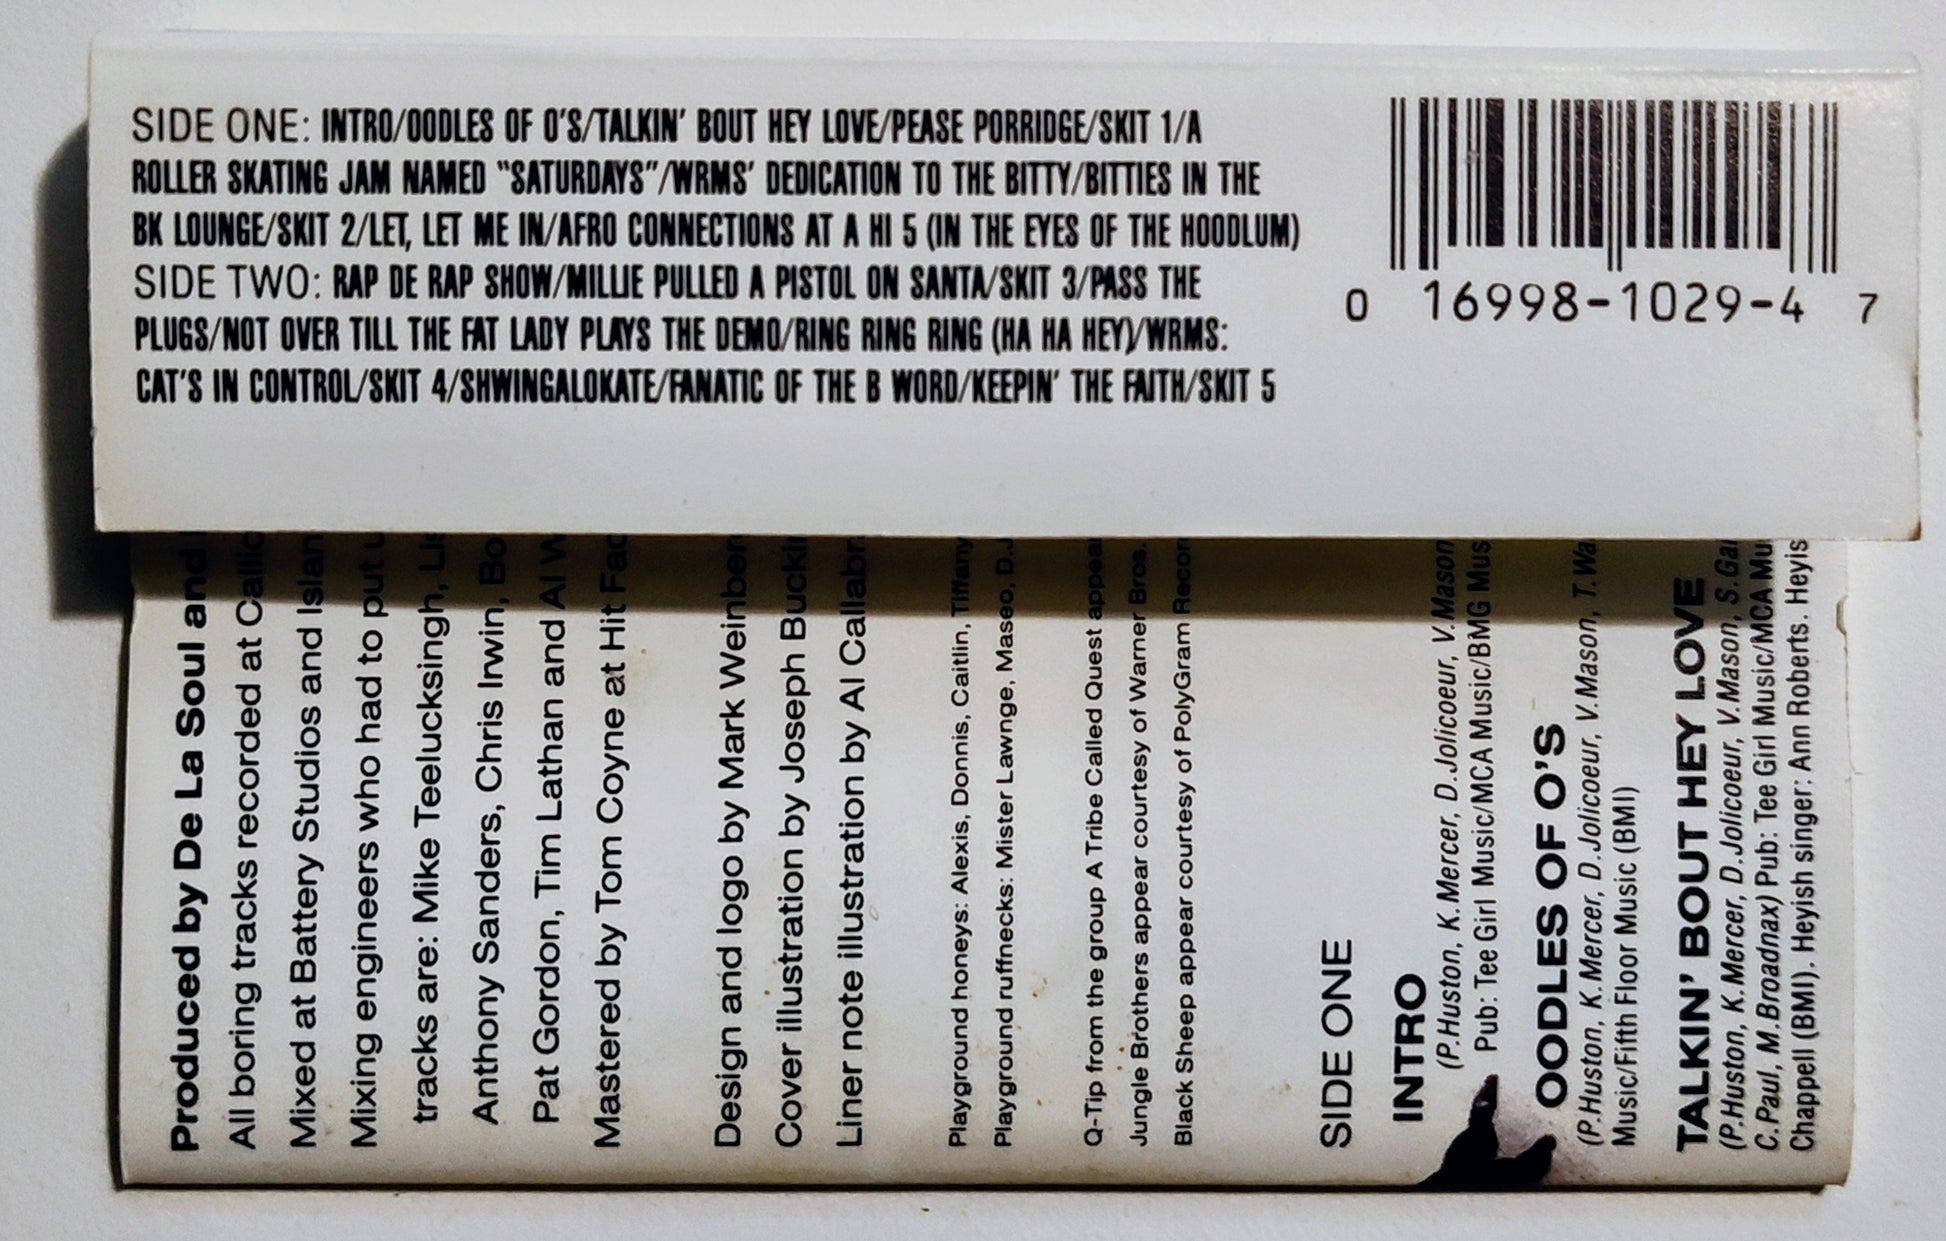 SIDE ONE: INTRO/OODLES OF O'S/TALKIN' BOUT HEY LOVE/PEASE PORRIDGE/SKIT 1/A
ROLLER SKATING JAM NAMED "SATURDAYS"/WRMS' DEDICATION TO THE BITTY/BITTIES IN THE
BK LOUNGE/SKIT 2/LET, LET ME IN/AFRO CONNECTIONS AT A HI 5 (IN THE EYES OF THE HOODLUM)
SIDE TWO: RAP DE RAP SHOW/MILLIE PULLED A PISTOL ON SANTA/SKIT 3/PASS THE
PLUGS/NOT OVER TILL THE FAT LADY PLAYS THE DEMO/RING RING RING (HA HA HEY)/WRMS:
CAT'S IN CONTROL/SKIT 4/SHWINGALOKATE/FANATIC OF THE B WORD/KEEPIN' THE FAITH/SKIT 5
0 16998-1029-4 7
Produced by De La Soul and
All boring tracks recorded at
Mixed at Battery Studios and
Mixing engineers who had to put
tracks are: Mike Teelucksingh,
Anthony Sanders, Chris Irwin,
Pat Gordon, Tim Lathan and Al
Mastered by Tom Coyne at Hit
Design and logo by Mark
Cover illustration by Joseph
Liner note illustration by Al
Playground honeys: Alexis, Donnis, Caitlin, Tiffany
Playground ruffnecks: Mister Lawnge, Maseo,
Q-Tip from the group A Tribe Called Quest
Jungle Brothers appear courtesy of Warner Bros.
Black Sheep appear courtesy of PolyGram
SIDE ONE
INTRO
(P.Huston, K.Mercer, D.Jolicoeur, V.Mason
Pub: Tee Girl Music/MCA Music/BMG
OODLES OF O'S
(P.Huston, K.Mercer, D.Jolicoeur, V.Mason, T.
Music/Fifth Floor Music (BMI)
TALKIN' BOUT HEY LOVE
(P.Huston, K.Mercer, D.Jolicoeur, V.Mason, S.
C.Paul, M.Broadnax) Pub: Tee Girl Music/MCA
Chappell (BMI). Heyish singer: Ann Roberts.